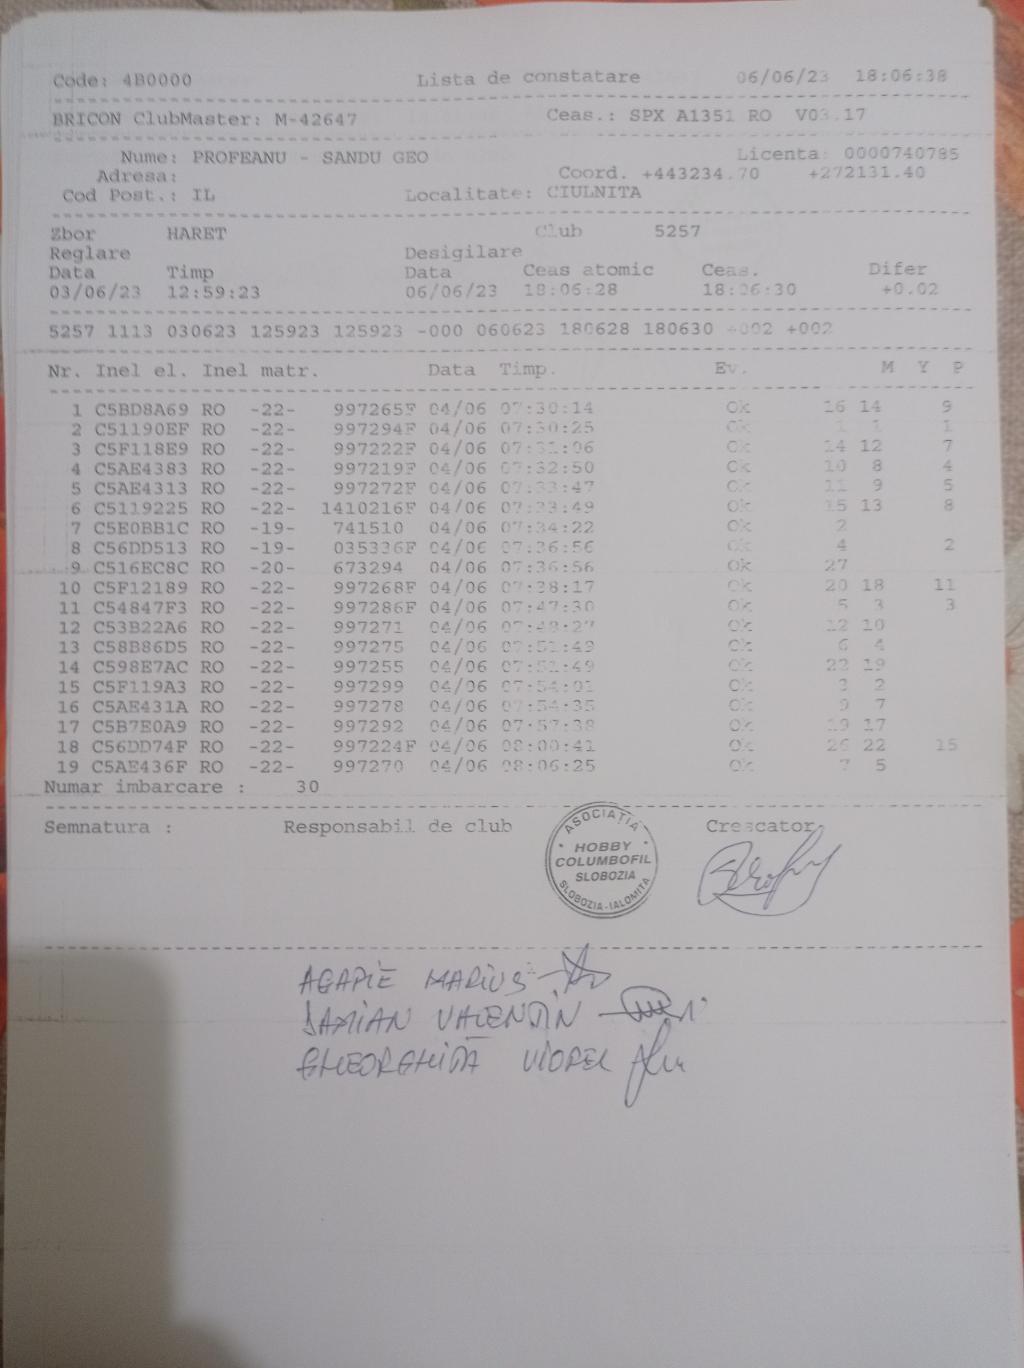 Code: 4B0000 Lista de constatare 06/06/23 18:06:38
BRICON ClubMaster: M-42647 Ceas.: SPX A1351 RO V03.17
Nume: PROFEANU - SANDU GEO Licenta: 0000740785
Adresa: Coord. +443234.70 +272131.40
Cod Post.: IL Localitate: CIULNITA
Zbor HARET Club 5257
Reglare Desigilare
Data Timp Data Ceas atomic Ceas. Difer
03/06/23 12:59:23 06/06/23 18:06:28 18:06:30 +0.02
5257 1113 030623 125923 125923 -000 060623 180628 180630 +002 +002
Nr. Inel el. Inel matr. Data Timp. Ev. M Y P
1 C5BD8A69 RO -22- 997265F 04/06 07:30:14 Ok 16 14 9
2 C51190EF RO -22- 997294F 04/06 07:30:25 Ok 1 1 1
3 C5F118E9 RO -22- 997222F 04/06 07:31:06 Ok 14 12 7
4 C5AE4383 RO -22- 997219F 04/06 07:32:50 Ok 10 8 4
5 C5AE4313 RO -22- 997272F 04/06 07:33:47 Ok 11 9 5
6 C5119225 RO -22- 1410216F 04/06 07:33:49 Ok 15 13 8
7 C5E0BB1C RO -19- 741510 04/06 07:34:22 Ok 2
8 C56DD513 RO -19- 035336F 04/06 07:36:56 Ok 4 2
9 C516EC8C RO -20- 673294 04/06 07:36:56 Ok 27
10 C5F12189 RO -22- 997268F 04/06 07:38:17 Ok 20 18 11
11 C54847F3 RO -22- 997286F 04/06 07:47:30 Ok 5 3 3
12 C53B22A6 RO -22- 997271 04/06 07:48:27 Ok 12 10
13 C58B86D5 RO -22- 997275 04/06 07:51:49 Ok 6 4
14 C598E7AC RO -22- 997255 04/06 07:51:49 Ok 22 19
15 C5F119A3 RO -22- 997299 04/06 07:54:01 Ok 3 2
16 C5AE431A RO -22- 997278 04/06 07:54:35 Ok 9 7
17 C5B7E0A9 RO -22- 997292 04/06 07:57:38 Ok 19 17
18 C56DD74F RO -22- 997224F 04/06 08:00:41 Ok 26 22 15
19 C5AE436F RO -22- 997270 04/06 08:06:25 Ok 7 5
Numar imbarcare : 30
Semnatura : Responsabil de club Crescator
ASOCIAŢIA
HOBBY
COLUMBOFIL
SLOBOZIA
SLOBOZIA-IALOMIŢA
AGAPIE MARIUS
DAMIAN VALENTIN
GHEORGHIŢĂ VIOREL